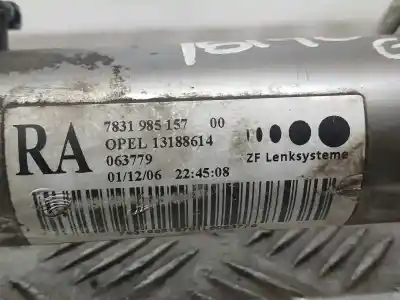 RA
7831 985 157 00
OPEL 13188614
063779
01/12/06 22:45:08
ZF Lenksysteme